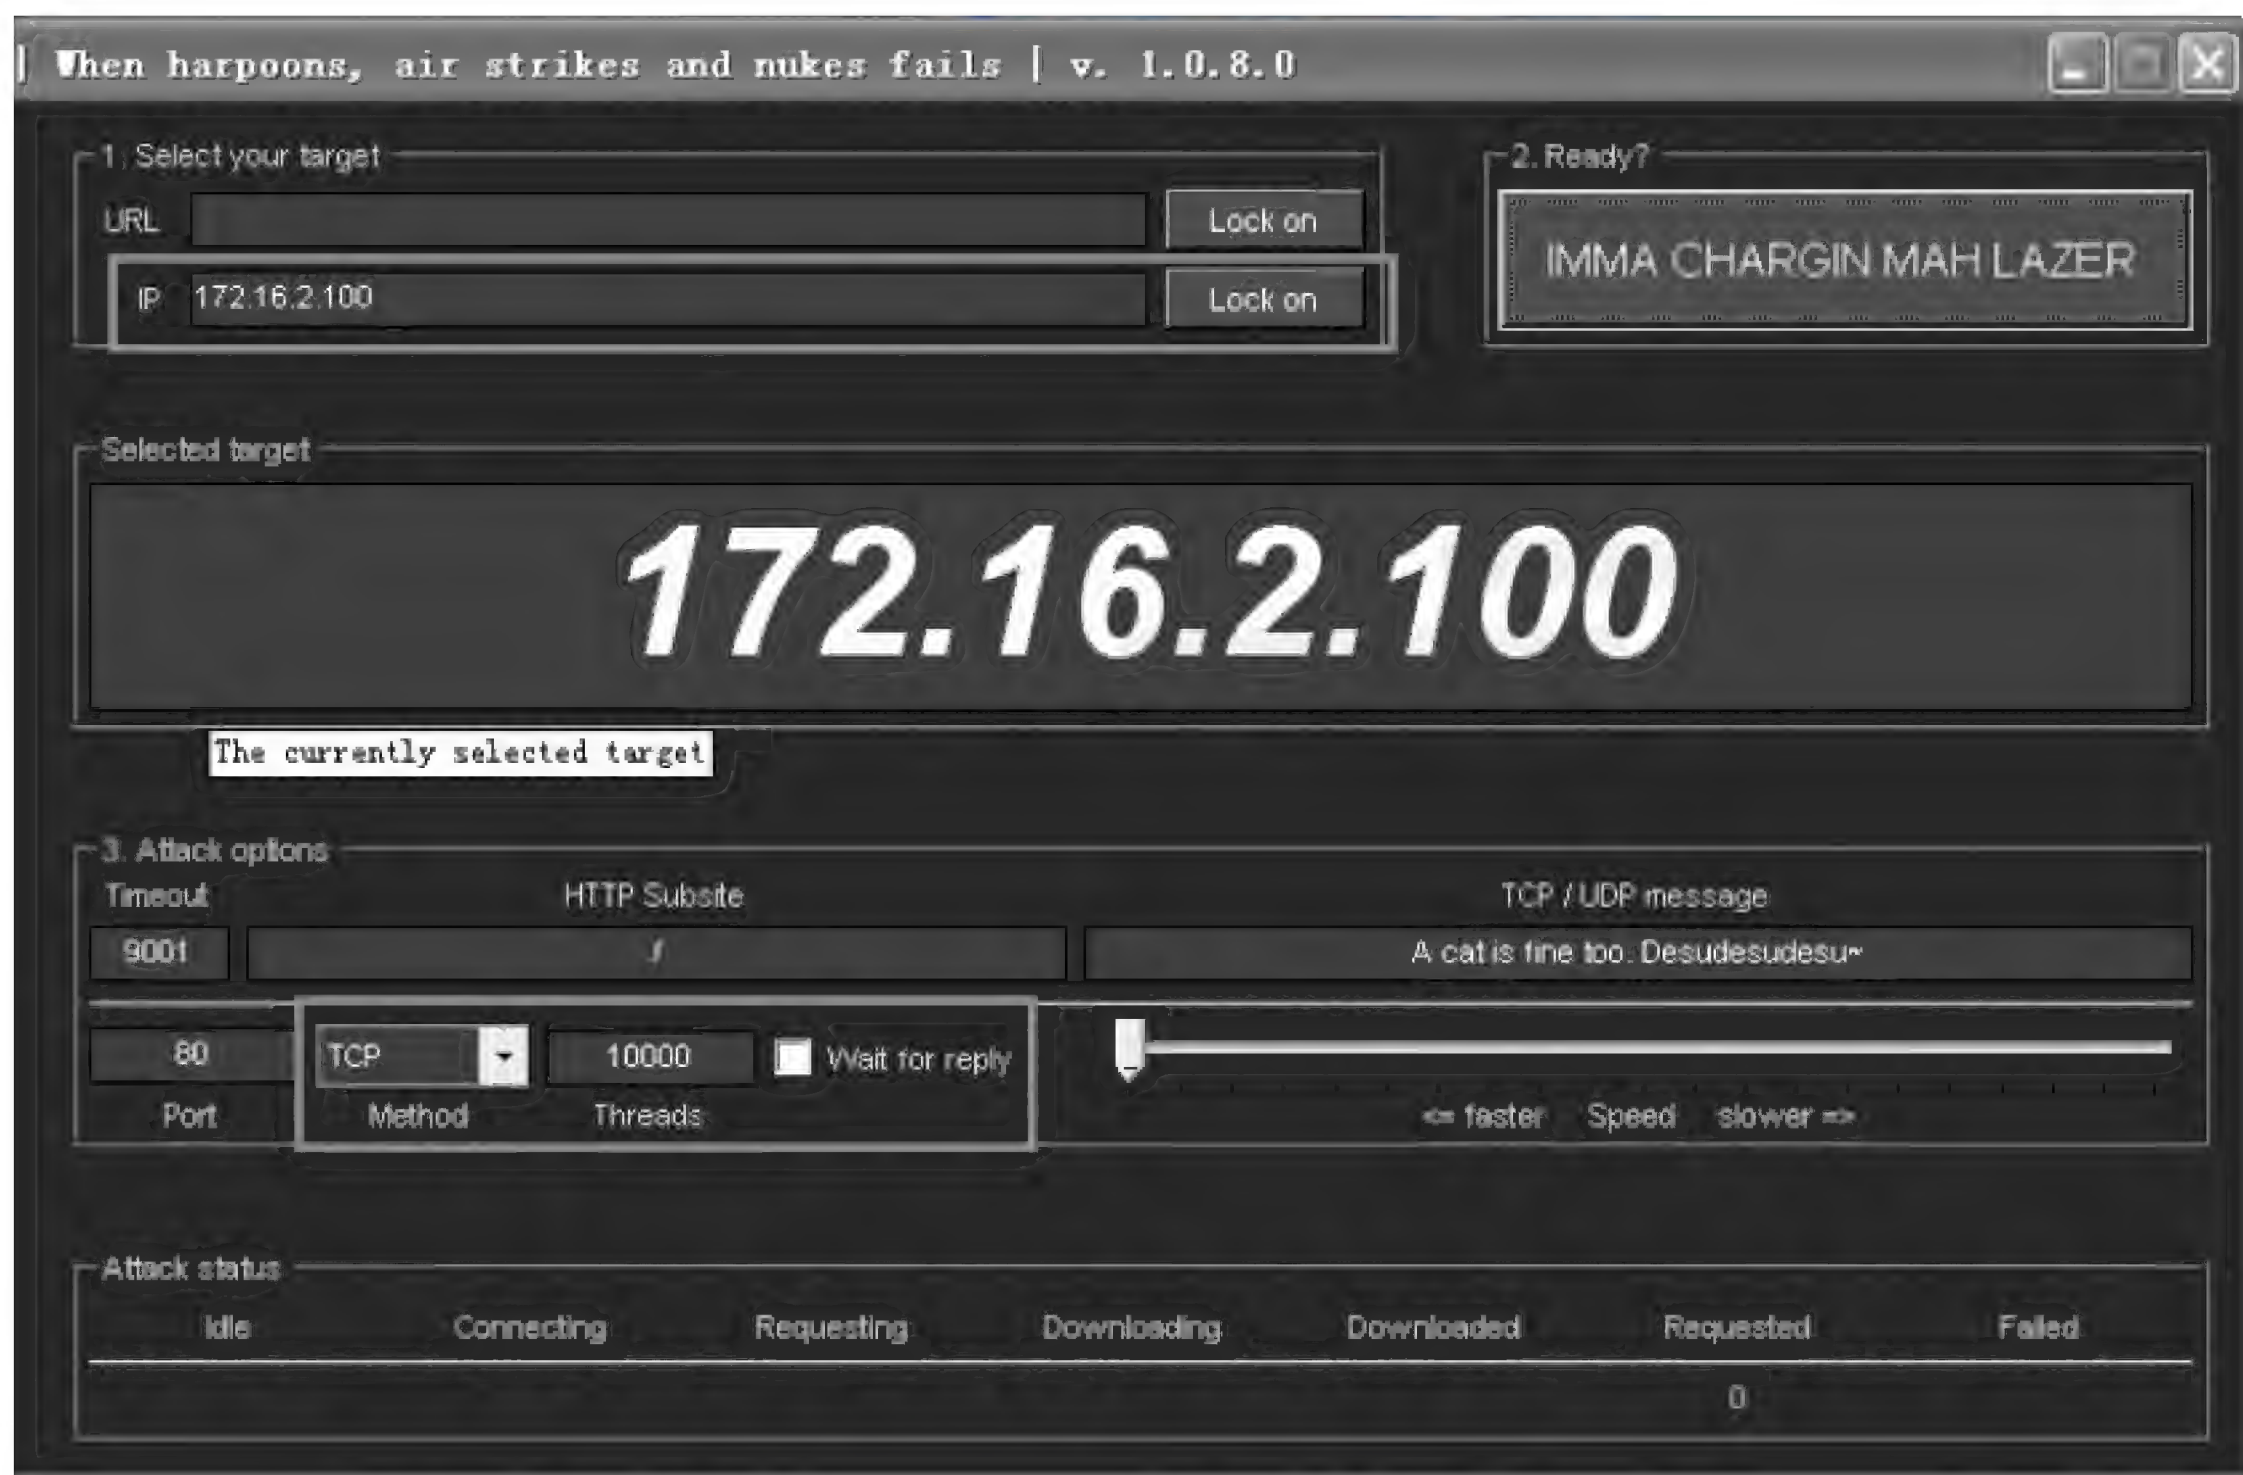 | When harpoons, air strikes and nukes fails | v. 1.0.8.0
1. Select your target
URL
Lock on
IP
172.16.2.100
Lock on
2. Ready?
IMMA CHARGIN MAH LAZER
Selected target
172.16.2.100
The currently selected target
3. Attack options
Timeout
HTTP Subsite
TCP / UDP message
9001
/
A cat is fine too. Desudesudesu~
80
TCP
10000
Wait for reply
Port
Method
Threads
<= faster Speed slower =>
Attack status
Idle Connecting Requesting Downloading Downloaded Requested Failed
0